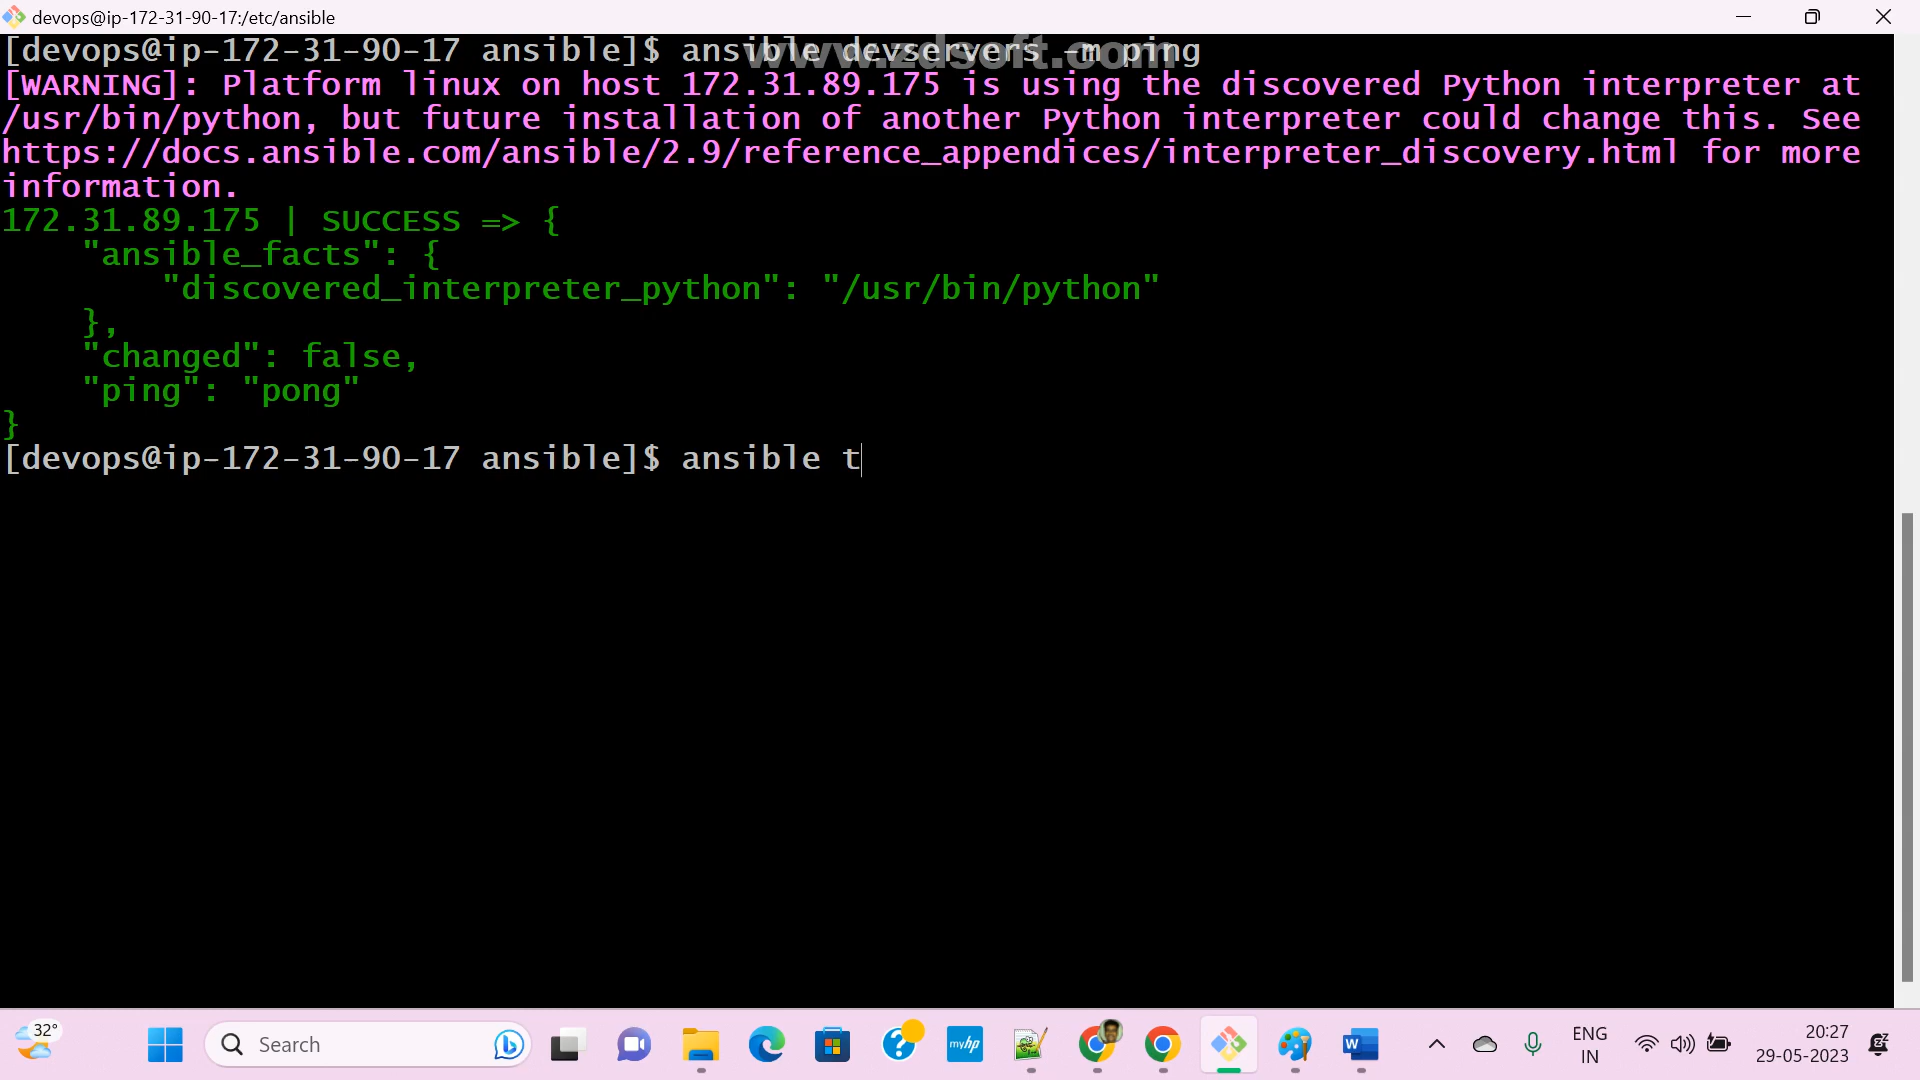 devops@ip-172-31-90-17:/etc/ansible
[devops@ip-172-31-90-17 ansible]$ ansible devservers -m ping
www.zdsoft.com
[WARNING]: Platform linux on host 172.31.89.175 is using the discovered Python interpreter at
/usr/bin/python, but future installation of another Python interpreter could change this. See
https://docs.ansible.com/ansible/2.9/reference_appendices/interpreter_discovery.html for more
information.
172.31.89.175 | SUCCESS => {
    "ansible_facts": {
        "discovered_interpreter_python": "/usr/bin/python"
    },
    "changed": false,
    "ping": "pong"
}
[devops@ip-172-31-90-17 ansible]$ ansible t
32°
Search
myhp
W
ENG
IN
20:27
29-05-2023